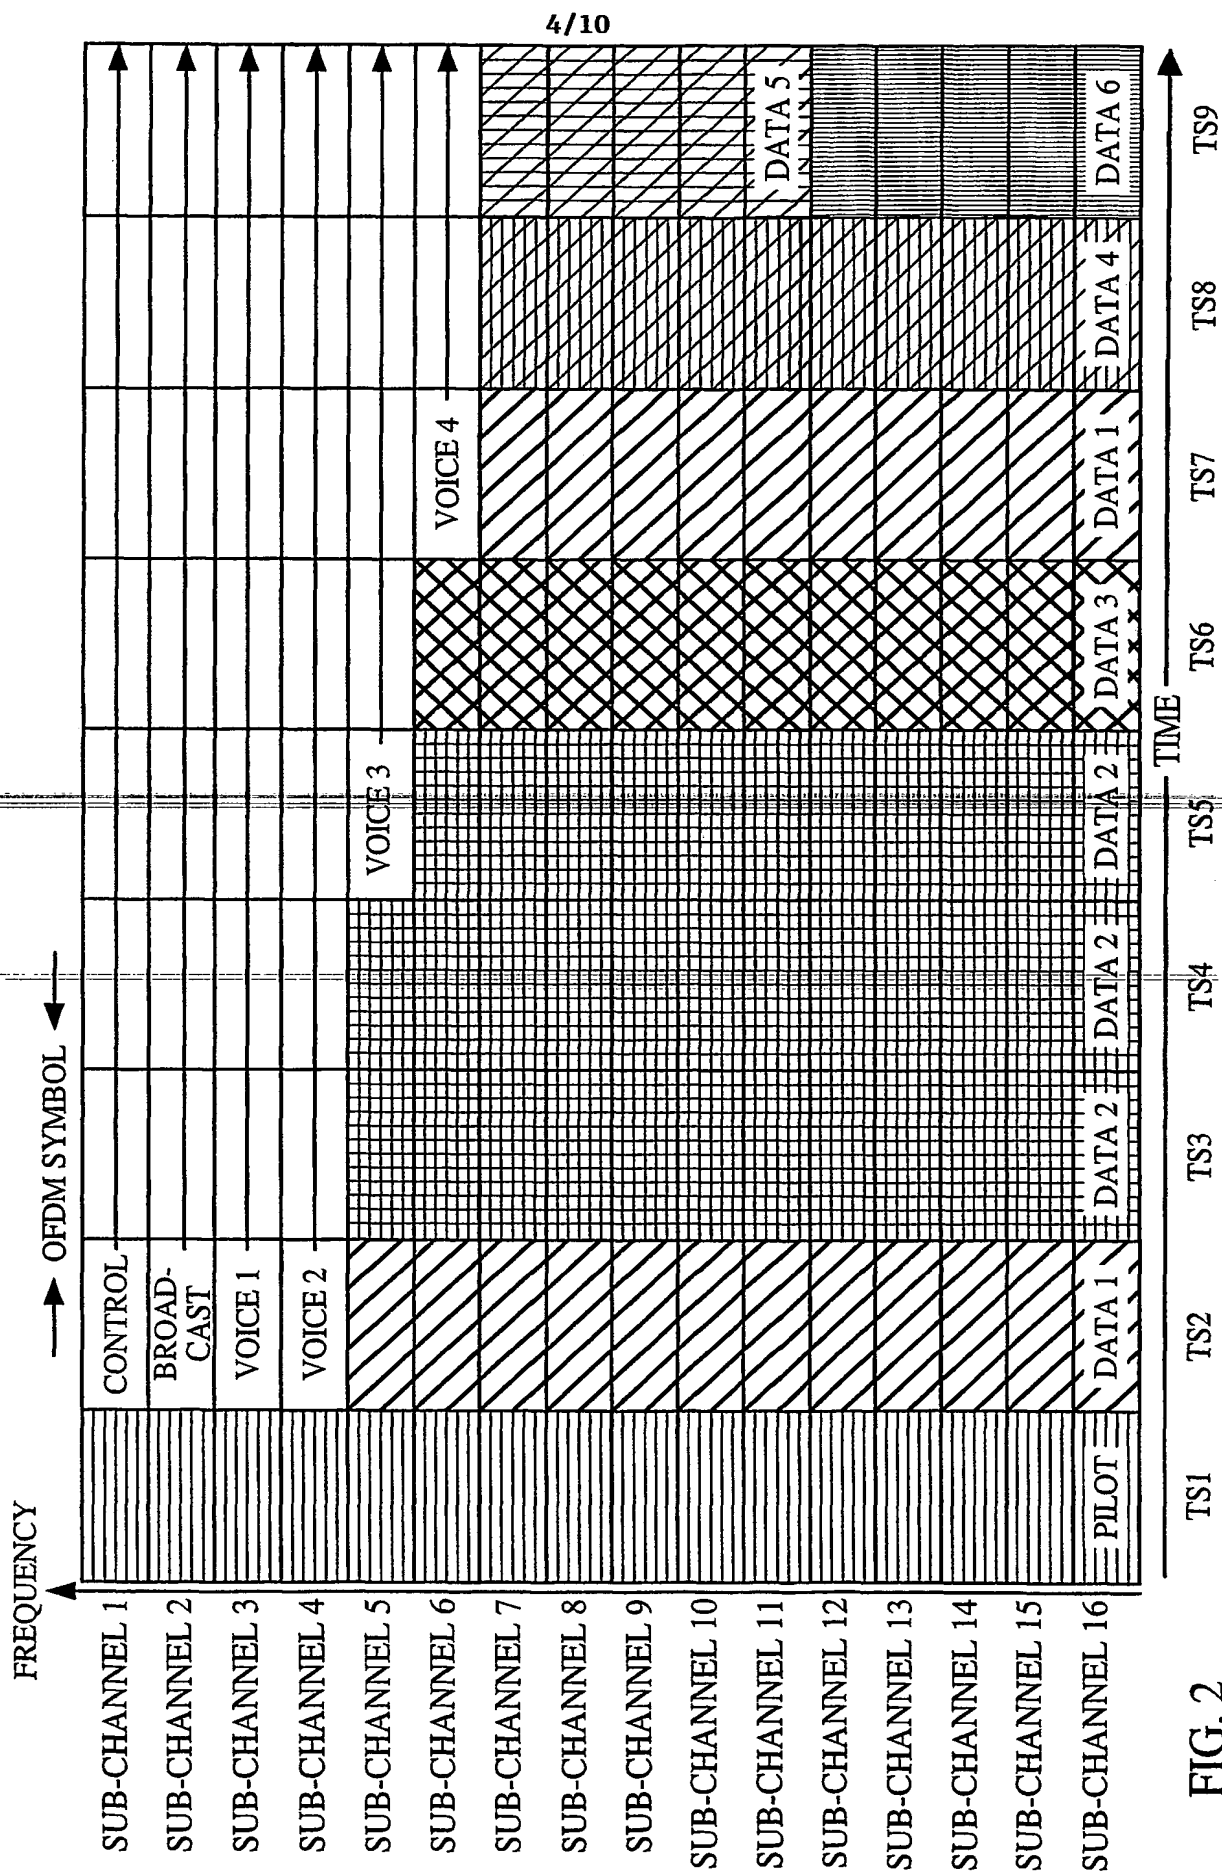 4/10
FREQUENCY
OFDM SYMBOL
SUB-CHANNEL 1
SUB-CHANNEL 2
SUB-CHANNEL 3
SUB-CHANNEL 4
SUB-CHANNEL 5
SUB-CHANNEL 6
SUB-CHANNEL 7
SUB-CHANNEL 8
SUB-CHANNEL 9
SUB-CHANNEL 10
SUB-CHANNEL 11
SUB-CHANNEL 12
SUB-CHANNEL 13
SUB-CHANNEL 14
SUB-CHANNEL 15
SUB-CHANNEL 16
CONTROL
BROAD-
CAST
VOICE 1
VOICE 2
VOICE 3
VOICE 4
PILOT
DATA 1
DATA 2
DATA 2
DATA 2
DATA 3
DATA 1
DATA 4
DATA 5
DATA 6
TIME
TS1
TS2
TS3
TS4
TS5
TS6
TS7
TS8
TS9
FIG. 2